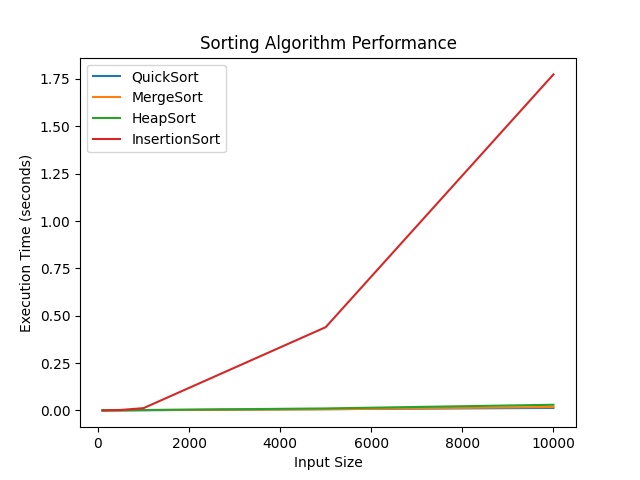 Sorting Algorithm Performance
QuickSort
MergeSort
HeapSort
InsertionSort
Execution Time (seconds)
1.75
1.50
1.25
1.00
0.75
0.50
0.25
0.00
0 2000 4000 6000 8000 10000
Input Size